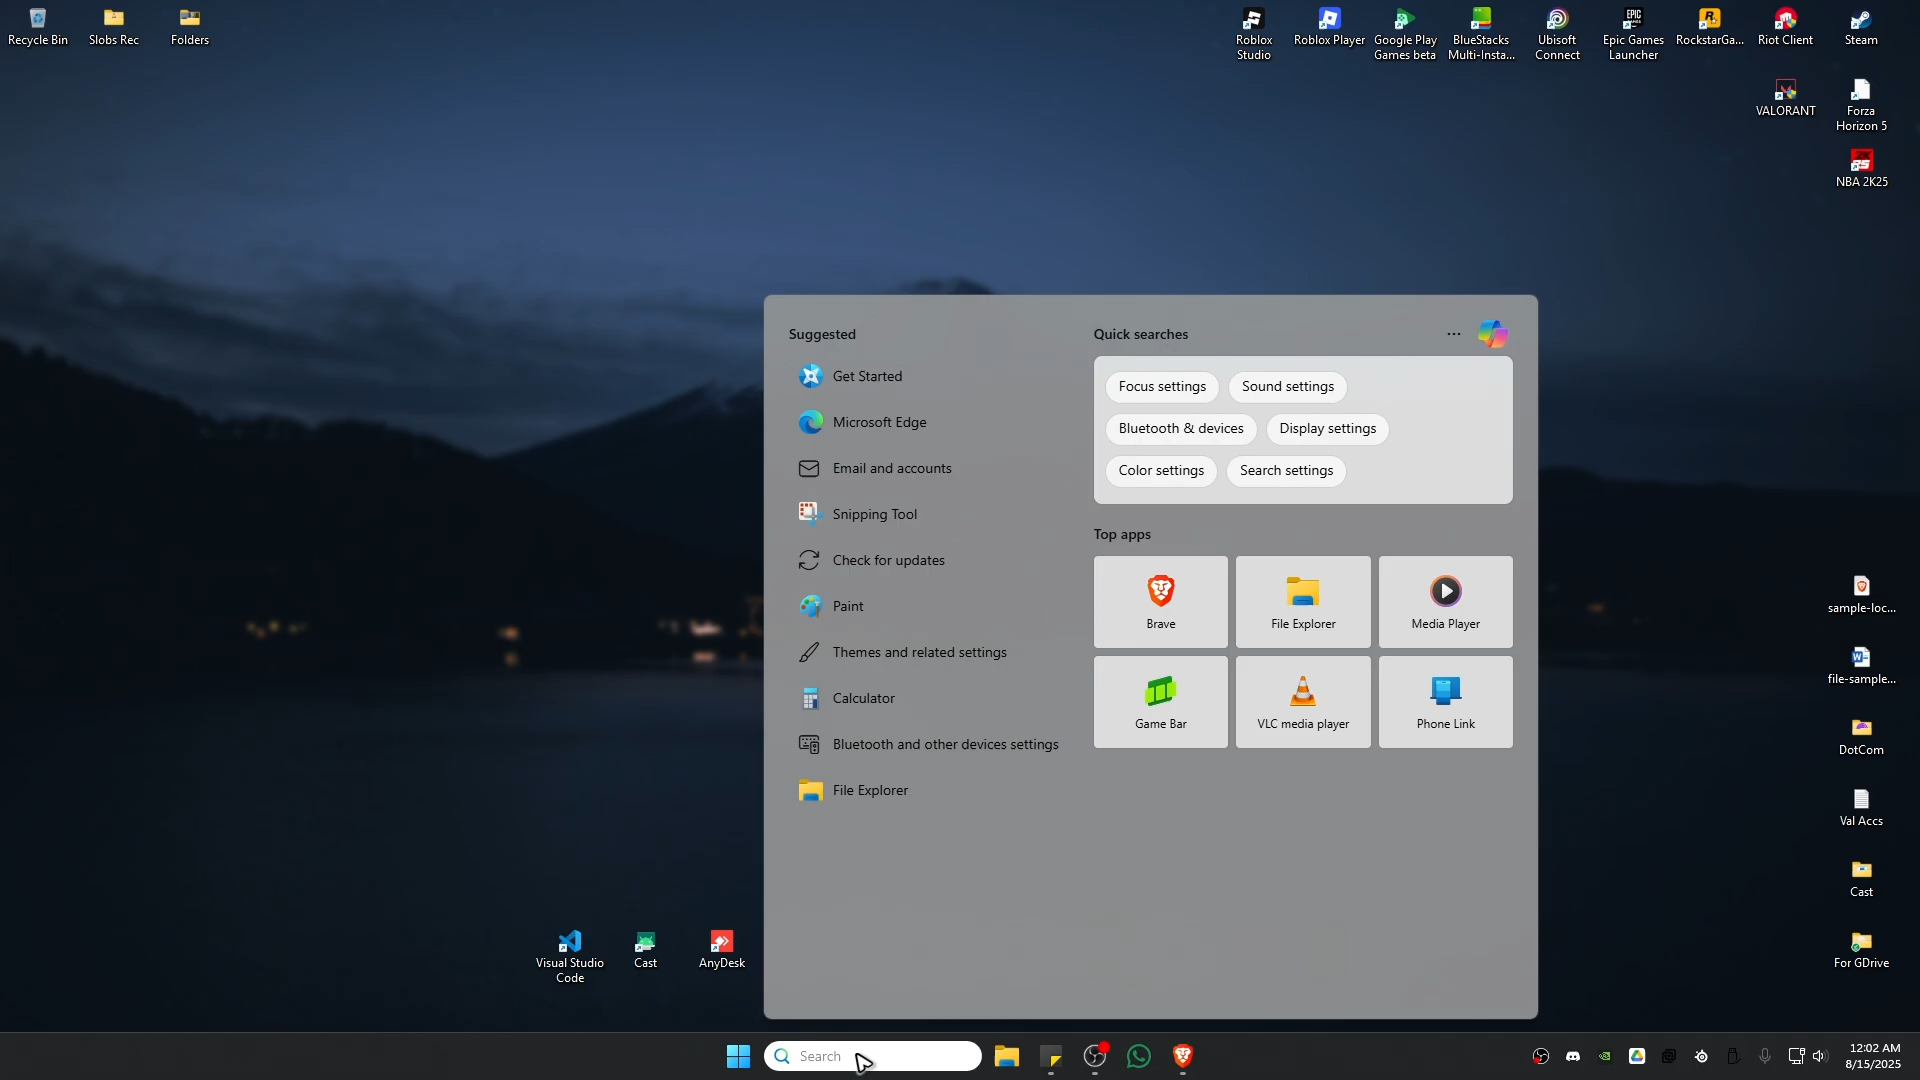 Recycle Bin
Slobs Rec
Folders
Roblox
Studio
Roblox Player
Google Play
Games beta
BlueStacks
Multi-Insta...
Ubisoft
Connect
EPIC
GAMES
Epic Games
Launcher
RockstarGa...
Riot Client
Steam
VALORANT
Forza
Horizon 5
NBA 2K25
Suggested
Get Started
Microsoft Edge
Email and accounts
Snipping Tool
Check for updates
Paint
Themes and related settings
Calculator
Bluetooth and other devices settings
File Explorer
Quick searches
Focus settings
Sound settings
Bluetooth & devices
Display settings
Color settings
Search settings
Top apps
Brave
File Explorer
Media Player
Game Bar
VLC media player
Phone Link
sample-loc...
file-sample...
DotCom
Val Accs
Cast
For GDrive
Visual Studio
Code
Cast
AnyDesk
Search
12:02 AM
8/15/2025